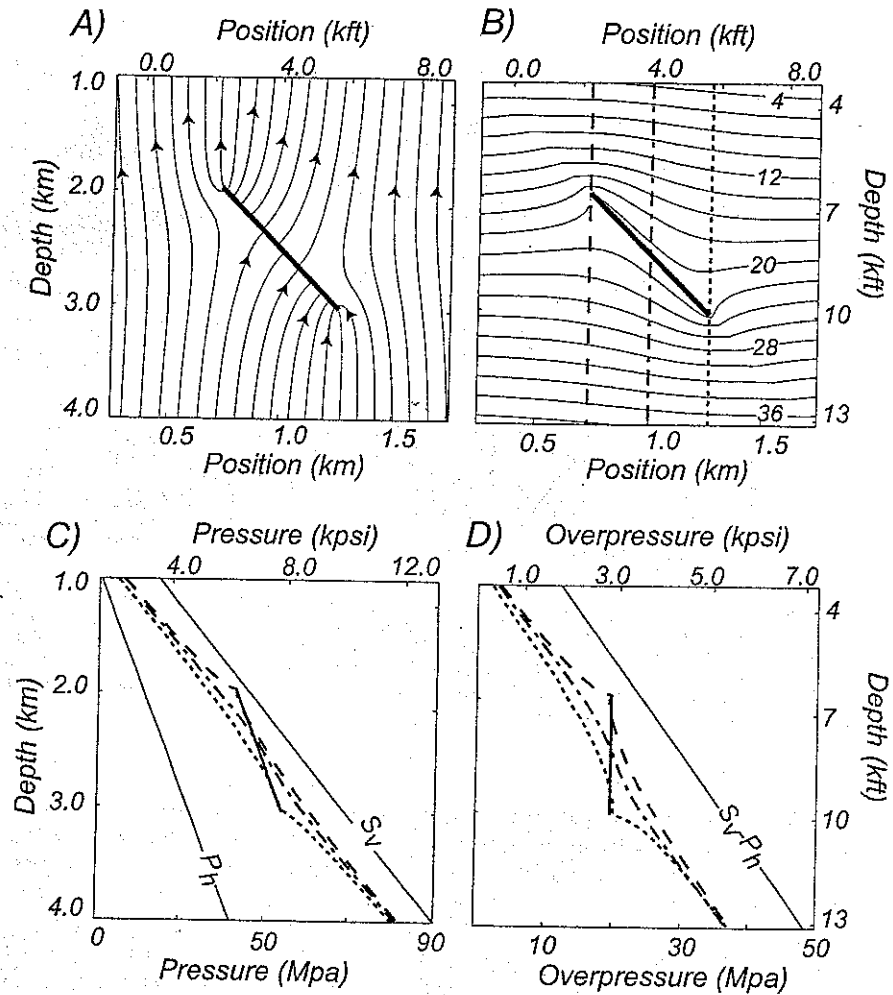 A)
Position (kft)
0.0 4.0 8.0
1.0
2.0
3.0
4.0
Depth (km)
0.5 1.0 1.5
Position (km)
B)
Position (kft)
0.0 4.0 8.0
4
12
20
28
36
4
7
10
13
Depth (kft)
0.5 1.0 1.5
Position (km)
C)
Pressure (kpsi)
4.0 8.0 12.0
1.0
2.0
3.0
4.0
Depth (km)
Ph
Sv
0 50 90
Pressure (Mpa)
D)
Overpressure (kpsi)
1.0 3.0 5.0 7.0
4
7
10
13
Depth (kft)
Sv-Ph
10 30 50
Overpressure (Mpa)